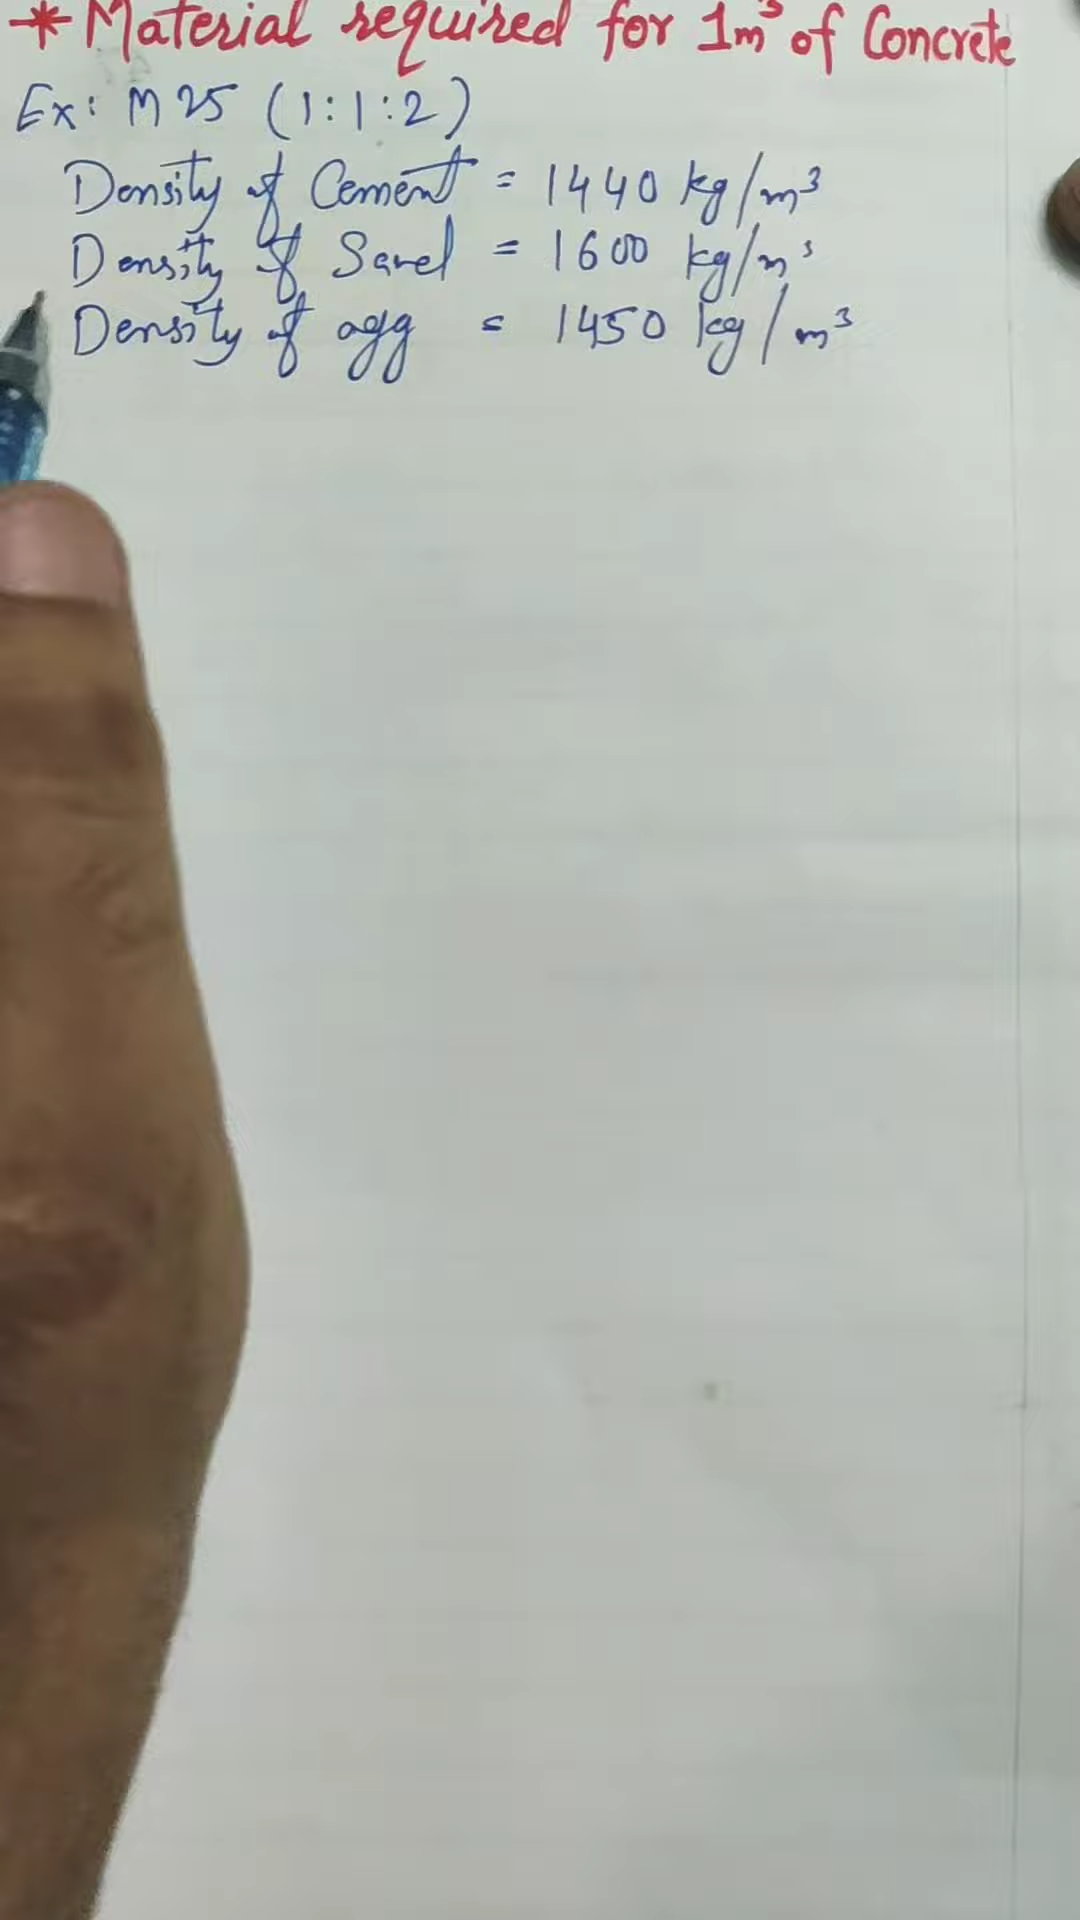 * Material required for 1m³ of Concrete
Ex: M25 (1:1:2)
Density of Cement = 1440 kg/m³
Density of Sand = 1600 kg/m³
Density of agg = 1450 kg/m³